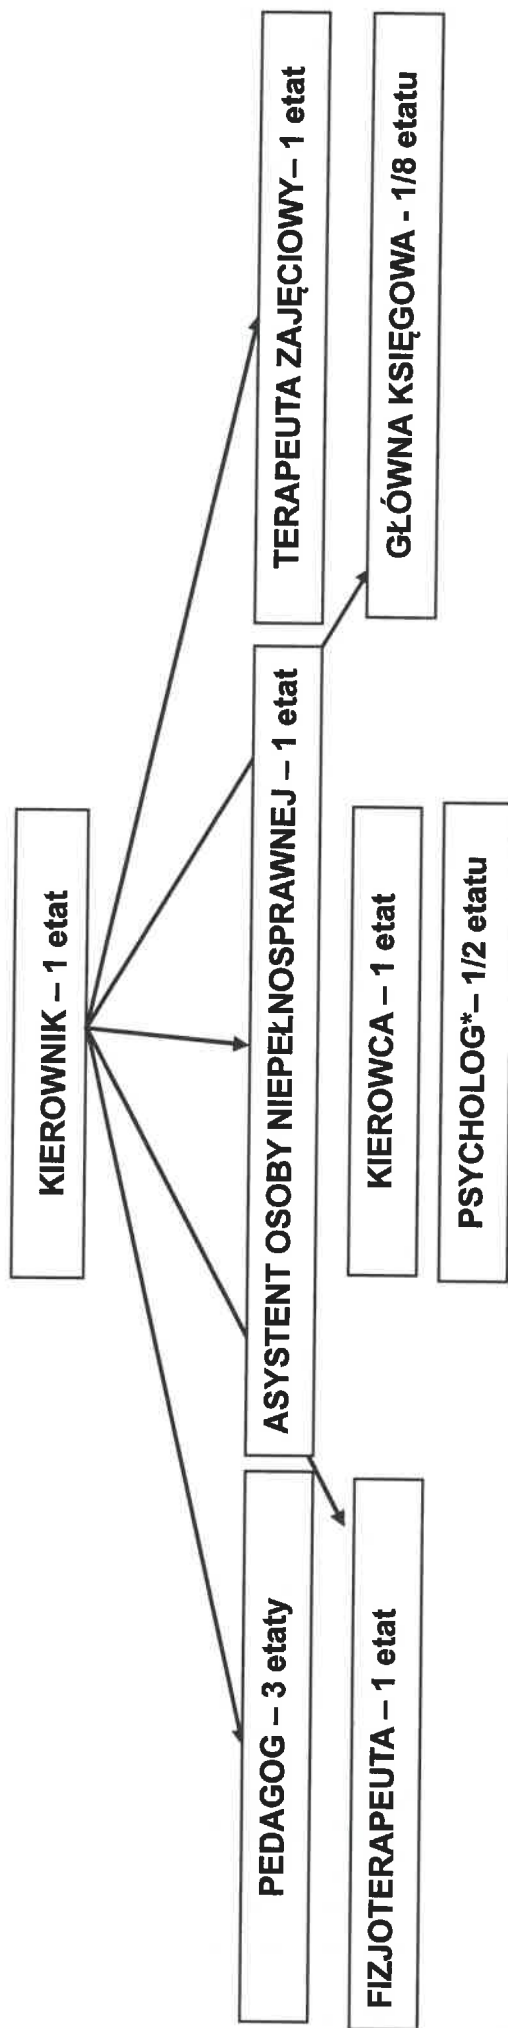 KIEROWNIK – 1 etat
PEDAGOG – 3 etaty
ASYSTENT OSOBY NIEPEŁNOSPRAWNEJ – 1 etat
TERAPEUTA ZAJĘCIOWY– 1 etat
FIZJOTERAPEUTA – 1 etat
KIEROWCA – 1 etat
GŁÓWNA KSIĘGOWA - 1/8 etatu
PSYCHOLOG*– 1/2 etatu